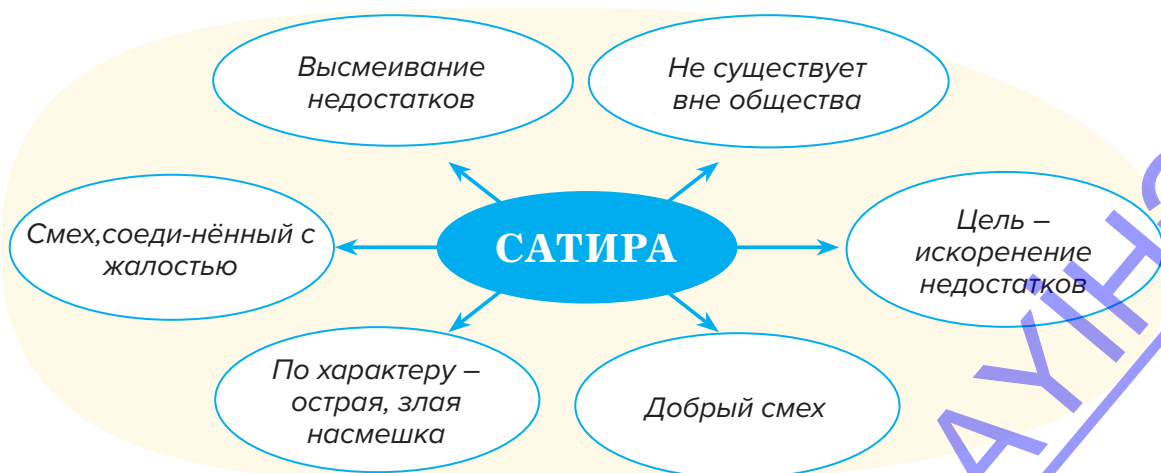 Высмеивание
недостатков
Не существует
вне общества
Смех,соеди-нённый с
жалостью
САТИРА
Цель –
искоренение
недостатков
По характеру –
острая, злая
насмешка
Добрый смех
AYİH